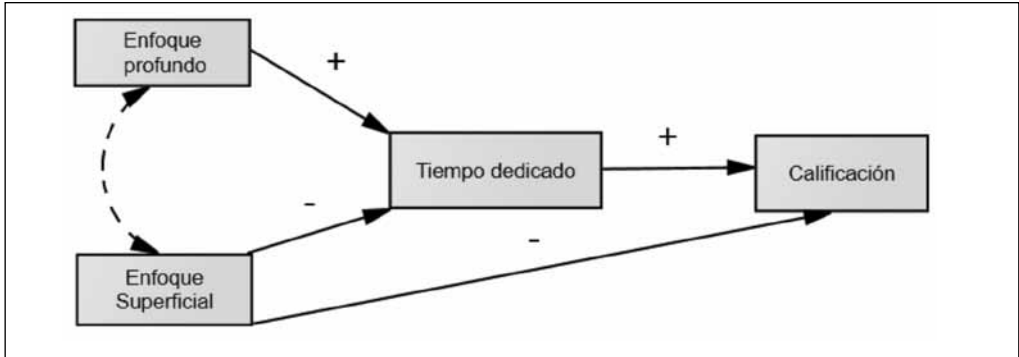 Enfoque
profundo
+
Tiempo dedicado
+
Calificación
-
-
Enfoque
Superficial